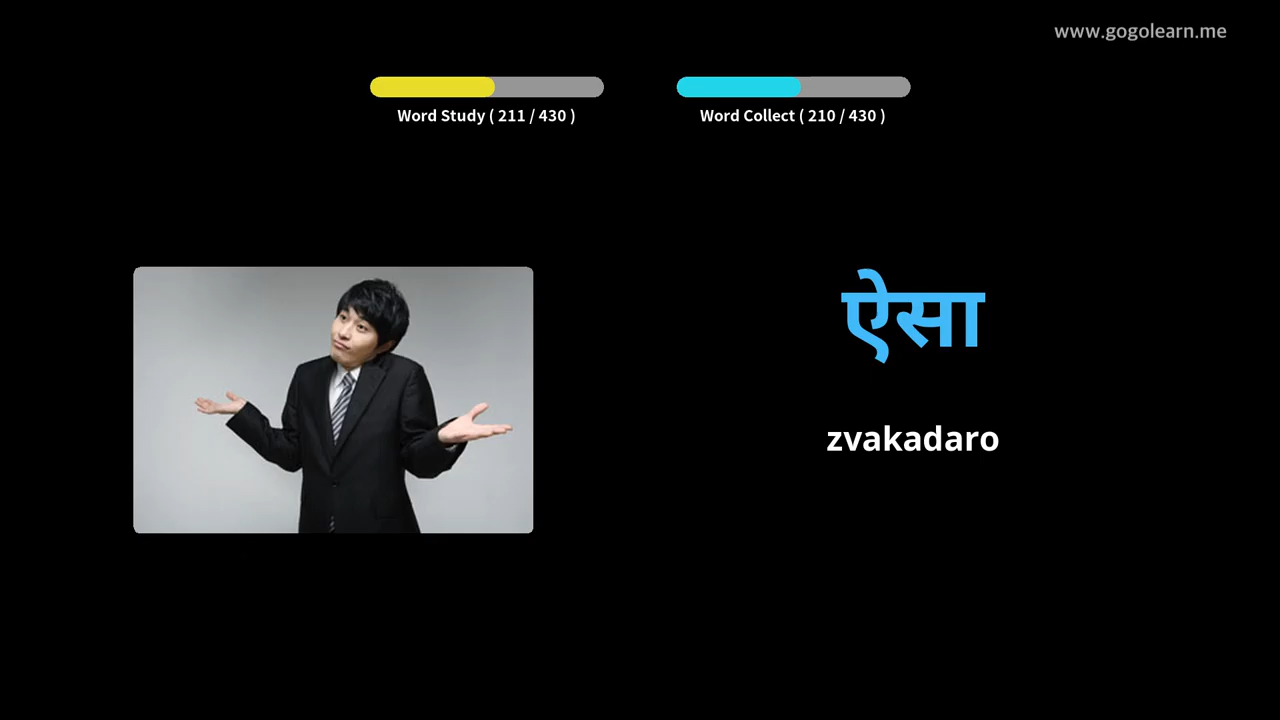 www.gogolearn.me
Word Study ( 211 / 430 )
Word Collect ( 210 / 430 )
ऐसा
zvakadaro